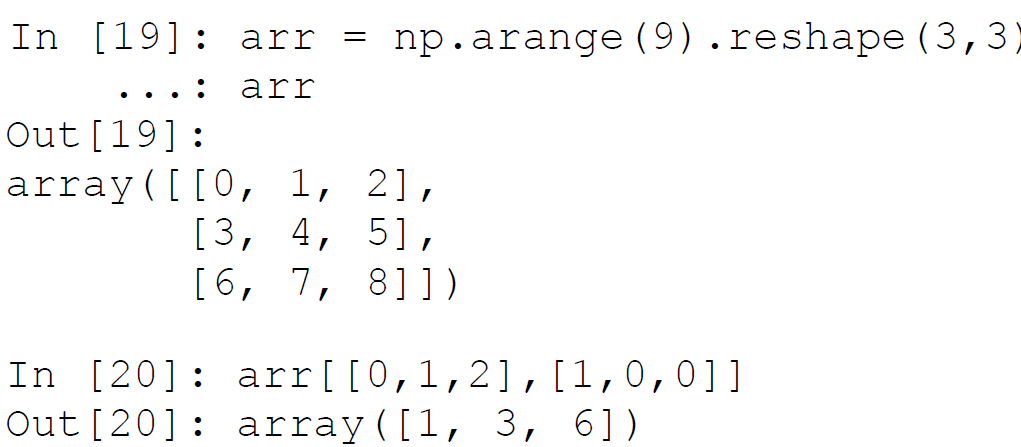 In [19]: arr = np.arange(9).reshape(3,3)
...: arr
Out[19]:
array([[0, 1, 2],
[3, 4, 5],
[6, 7, 8]])
In [20]: arr[[0,1,2],[1,0,0]]
Out[20]: array([1, 3, 6])